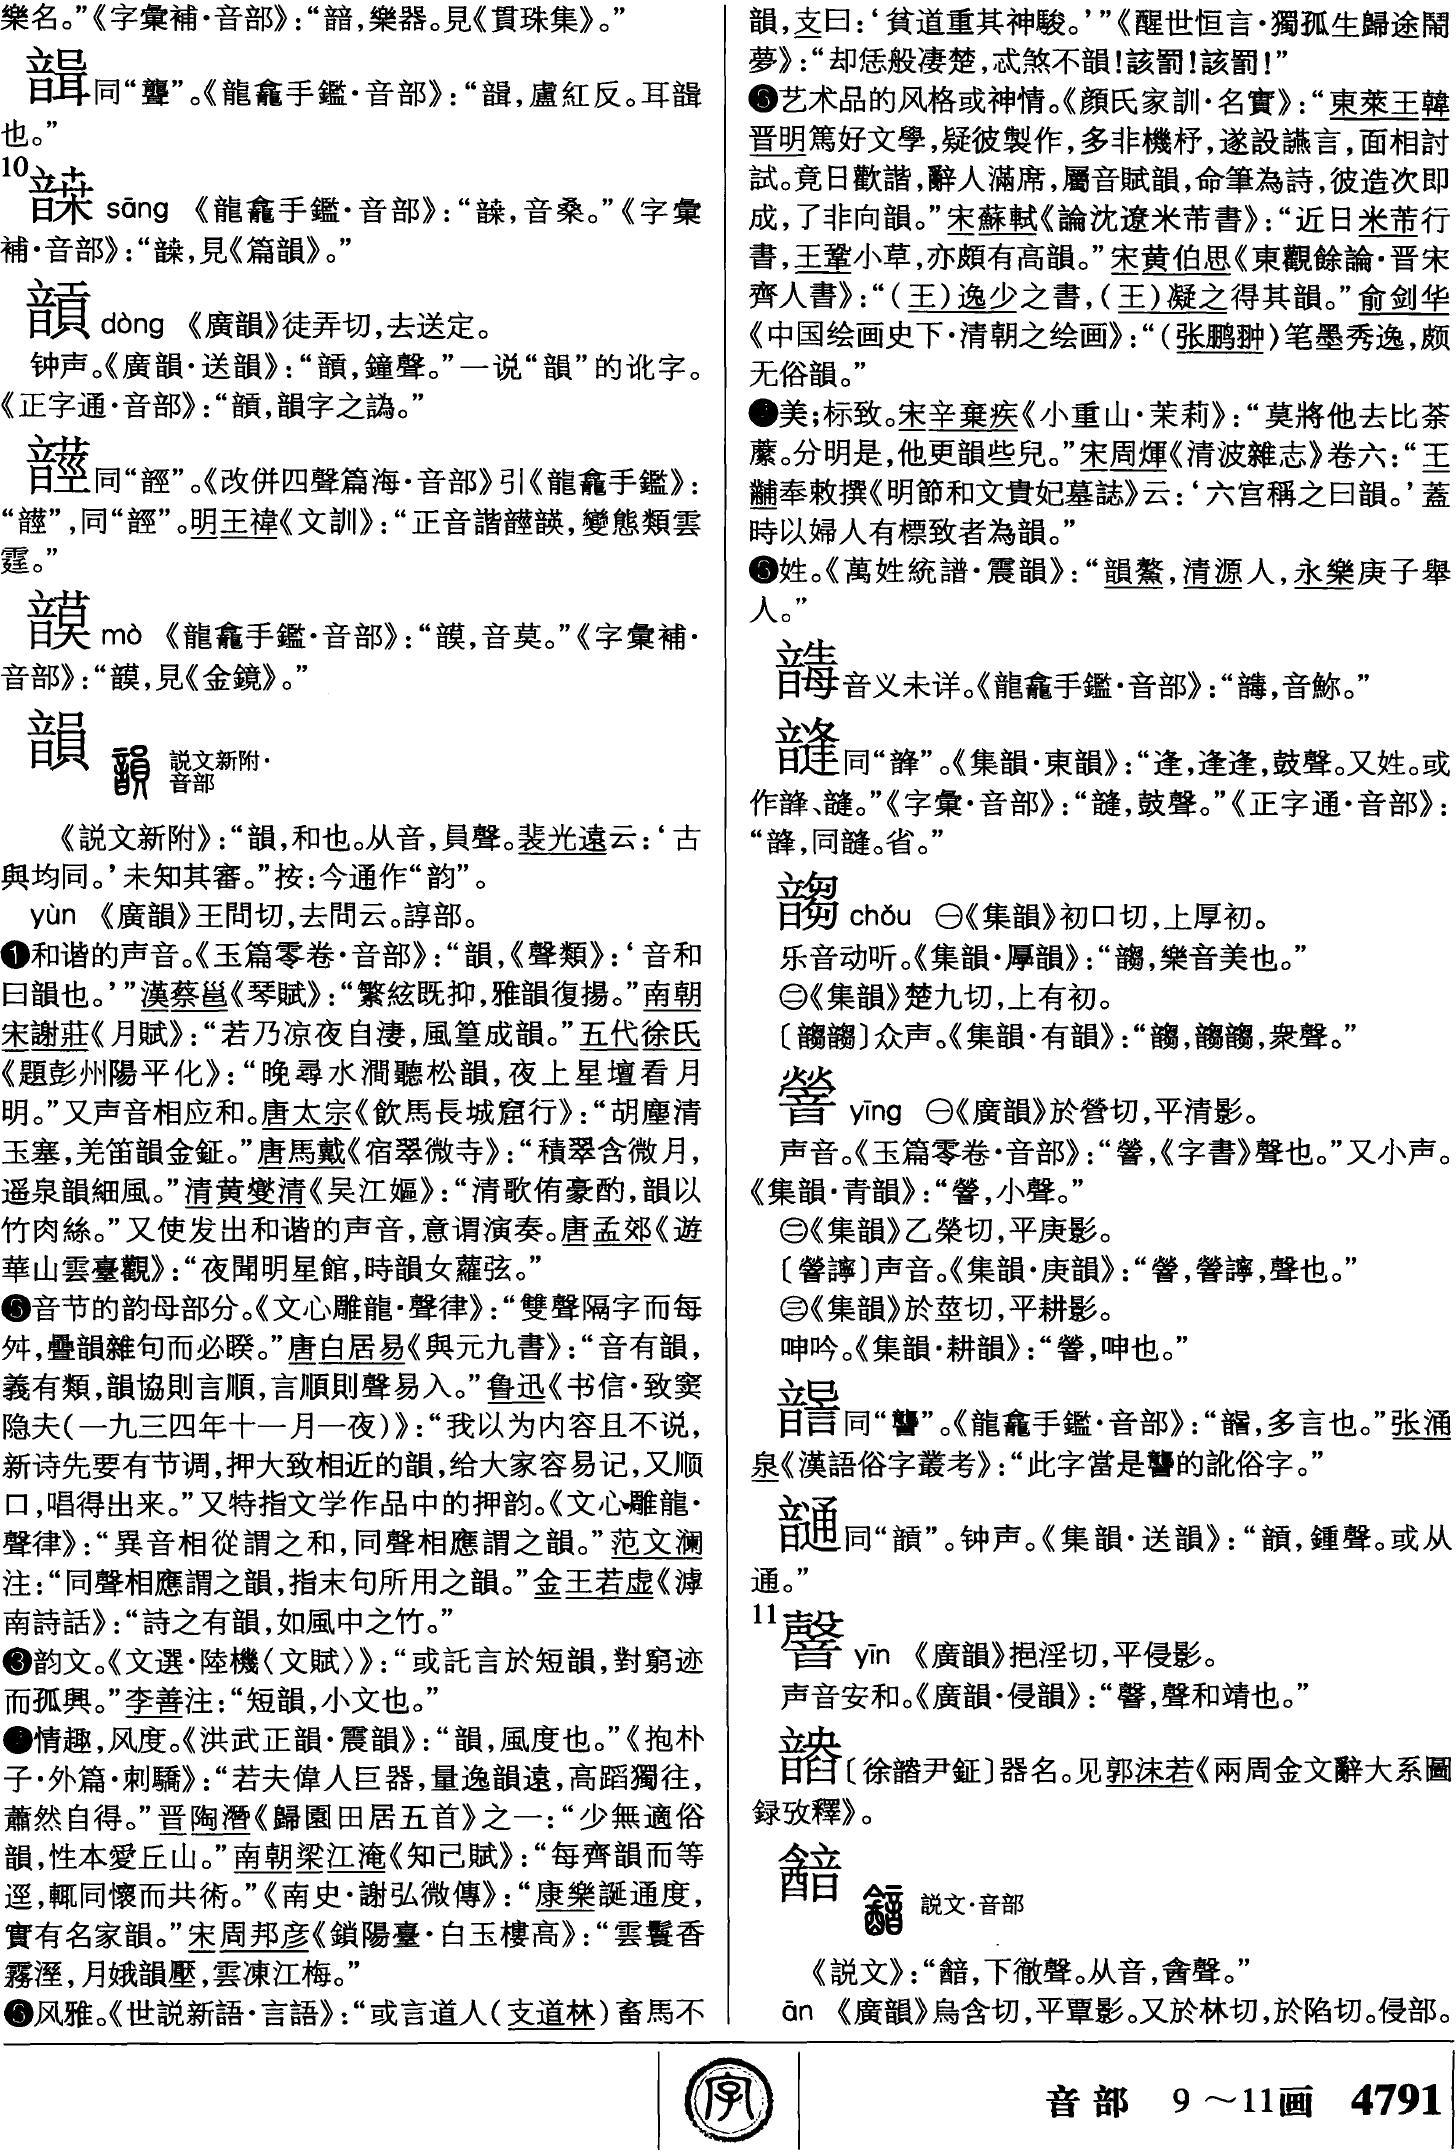 樂名。”《字彙補·音部》：“䪩，樂器。見《貫珠集》。”
同“聾”。《龍龕手鑑·音部》：“，盧紅反。耳
也。”
10
sāng 《龍龕手鑑·音部》：“，音桑。”《字彙
補·音部》：“，見《篇韻》。”
dòng 《廣韻》徒弄切，去送定。
钟声。《廣韻·送韻》：“，鐘聲。”一说“韻”的讹字。
《正字通·音部》：“，韻字之譌。”
同“䪫”。《改併四聲篇海·音部》引《龍龕手鑑》：
“”，同“䪫”。明王禕《文訓》：“正音諧韺，變態類雲
霆。”
mò 《龍龕手鑑·音部》：“，音莫。”《字彙補·
音部》：“，見《金鏡》。”
韻 説文新附·
音部
《説文新附》：“韻，和也。从音，員聲。裴光遠云：‘古
與均同。’未知其審。”按：今通作“韵”。
yùn 《廣韻》王問切，去問云。諄部。
❶和谐的声音。《玉篇零卷·音部》：“韻，《聲類》：‘音和
曰韻也。’”漢蔡邕《琴賦》：“繁絃既抑，雅韻復揚。”南朝
宋謝莊《月賦》：“若乃凉夜自淒，風篁成韻。”五代徐氏
《題彭州陽平化》：“晚尋水澗聽松韻，夜上星壇看月
明。”又声音相应和。唐太宗《飲馬長城窟行》：“胡塵清
玉塞，羌笛韻金鉦。”唐馬戴《宿翠微寺》：“積翠含微月，
遥泉韻細風。”清黄燮清《吴江嫗》：“清歌侑豪酌，韻以
竹肉絲。”又使发出和谐的声音，意谓演奏。唐孟郊《遊
華山雲臺觀》：“夜聞明星館，時韻女蘿弦。”
音节的韵母部分。《文心雕龍·聲律》：“雙聲隔字而每
舛，疊韻雜句而必睽。”唐白居易《與元九書》：“音有韻，
義有類，韻協則言順，言順則聲易入。”鲁迅《书信·致窦
隐夫（一九三四年十一月一夜）》：“我以为内容且不说，
新诗先要有节调，押大致相近的韻，给大家容易记，又顺
口，唱得出来。”又特指文学作品中的押韵。《文心雕龍·
聲律》：“異音相從謂之和，同聲相應謂之韻。”范文瀾
注：“同聲相應謂之韻，指末句所用之韻。”金王若虚《滹
南詩話》：“詩之有韻，如風中之竹。”
❸韵文。《文選·陸機〈文賦〉》：“或託言於短韻，對窮迹
而孤興。”李善注：“短韻，小文也。”
情趣，风度。《洪武正韻·震韻》：“韻，風度也。”《抱朴
子·外篇·刺驕》：“若夫偉人巨器，量逸韻遠，高蹈獨往，
蕭然自得。”晋陶潛《歸園田居五首》之一：“少無適俗
韻，性本愛丘山。”南朝梁江淹《知己賦》：“每齊韻而等
逕，輒同懷而共術。”《南史·謝弘微傳》：“康樂誕通度，
實有名家韻。”宋周邦彦《鎖陽臺·白玉樓高》：“雲鬟香
霧溼，月娥韻壓，雲凍江梅。”
风雅。《世説新語·言語》：“或言道人（支道林）畜馬不
韻，支曰：‘貧道重其神駿。’”《醒世恒言·獨孤生歸途鬧
夢》：“却恁般凄楚，忒煞不韻！該罰！該罰！”
艺术品的风格或神情。《顔氏家訓·名實》：“東萊王韓
晋明篤好文學，疑彼製作，多非機杼，遂設讌言，面相討
試。竟日歡諧，辭人滿席，屬音賦韻，命筆為詩，彼造次即
成，了非向韻。”宋蘇軾《論沈遼米芾書》：“近日米芾行
書，王鞏小草，亦頗有高韻。”宋黄伯思《東觀餘論·晋宋
齊人書》：“（王）逸少之書，（王）凝之得其韻。”俞剑华
《中国绘画史下·清朝之绘画》：“（张鹏翀）笔墨秀逸，颇
无俗韻。”
美；标致。宋辛棄疾《小重山·茉莉》：“莫將他去比荼
蘼。分明是，他更韻些兒。”宋周煇《清波雜志》卷六：“王
黼奉敕撰《明節和文貴妃墓誌》云：‘六宫稱之曰韻。’蓋
時以婦人有標致者為韻。”
姓。《萬姓統譜·震韻》：“韻鰲，清源人，永樂庚子舉
人。”
音义未详。《龍龕手鑑·音部》：“，音鮛。”
同“韸”。《集韻·東韻》：“逢，逢逢，鼓聲。又姓。或
作韸、。”《字彙·音部》：“，鼓聲。”《正字通·音部》：
“韸，同。省。”
chǒu ㊀《集韻》初口切，上厚初。
乐音动听。《集韻·厚韻》：“，樂音美也。”
㊁《集韻》楚九切，上有初。
〔〕众声。《集韻·有韻》：“，，衆聲。”
yīng ㊀《廣韻》於營切，平清影。
声音。《玉篇零卷·音部》：“，《字書》聲也。”又小声。
《集韻·青韻》：“，小聲。”
㊁《集韻》乙榮切，平庚影。
〔〕声音。《集韻·庚韻》：“，，聲也。”
㊂《集韻》於莖切，平耕影。
呻吟。《集韻·耕韻》：“，呻也。”
同“讋”。《龍龕手鑑·音部》：“，多言也。”张涌
泉《漢語俗字叢考》：“此字當是讋的訛俗字。”
同“”。钟声。《集韻·送韻》：“，鍾聲。或从
通。”
11
yīn 《廣韻》挹淫切，平侵影。
声音安和。《廣韻·侵韻》：“，聲和靖也。”
〔徐尹鉦〕器名。见郭沫若《兩周金文辭大系圖
録攷釋》。
説文·音部
《説文》：“，下徹聲。从音，酓聲。”
ān 《廣韻》烏含切，平覃影。又於林切，於陷切。侵部。
字
音部 9～11画 4791